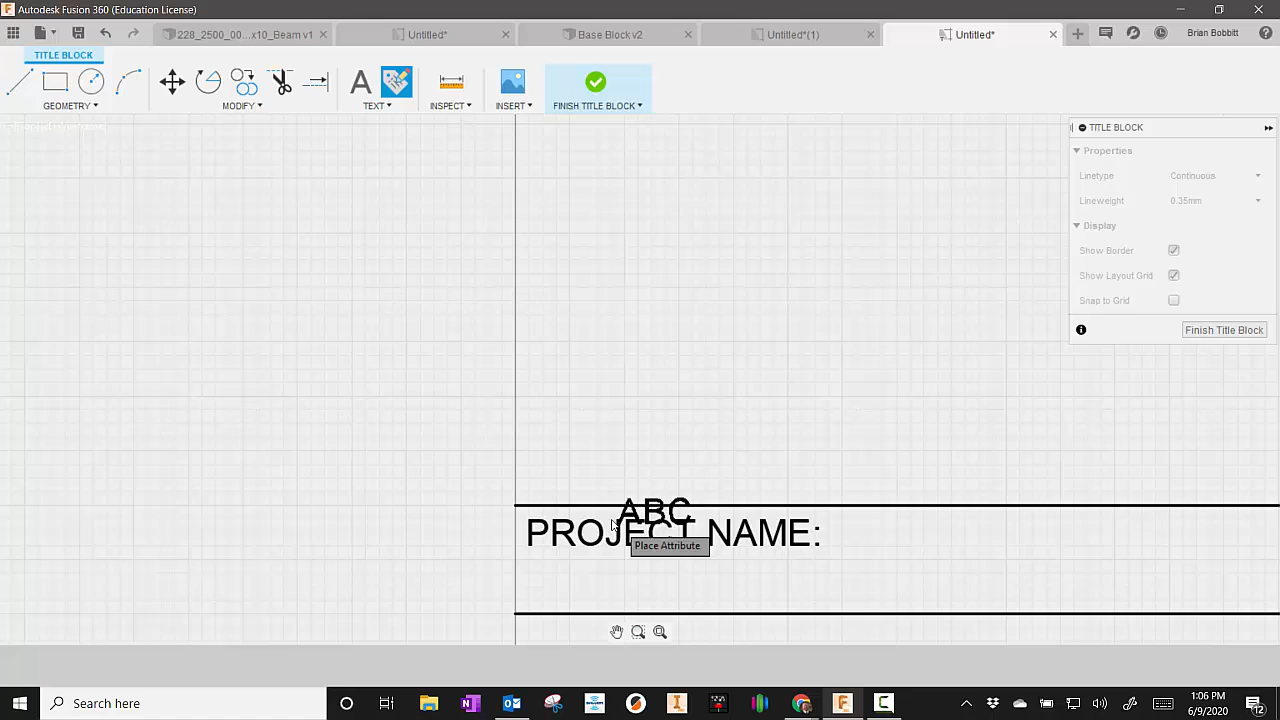 Autodesk Fusion 360 (Education License)
228_2500_00...x10_Beam v1
Untitled*
Base Block v2
Untitled*(1)
Untitled*
Brian Bobbitt
TITLE BLOCK
GEOMETRY
MODIFY
TEXT
INSPECT
INSERT
FINISH TITLE BLOCK
TITLE BLOCK
Properties
Linetype Continuous
Lineweight 0.35mm
Display
Show Border
Show Layout Grid
Snap to Grid
Finish Title Block
ABC
PROJECT NAME:
Place Attribute
Search here
1:06 PM
6/9/2020